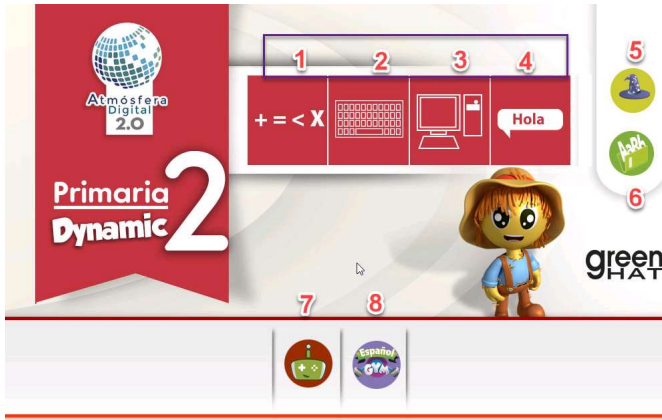 1 2 3 4
5
Atmósfera
Digital
2.0
+ = < X
Hola
AaRh
6
Primaria
Dynamic 2
green
HAT
7 8
Español
GYM